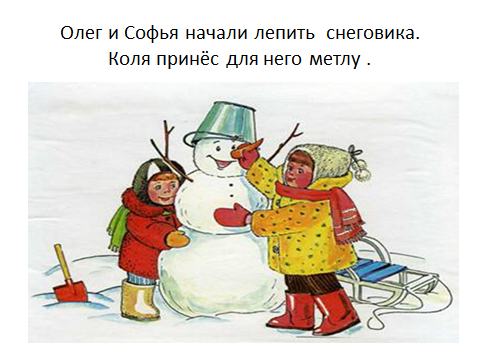 Олег и Софья начали лепить снеговика.
Коля принёс для него метлу .